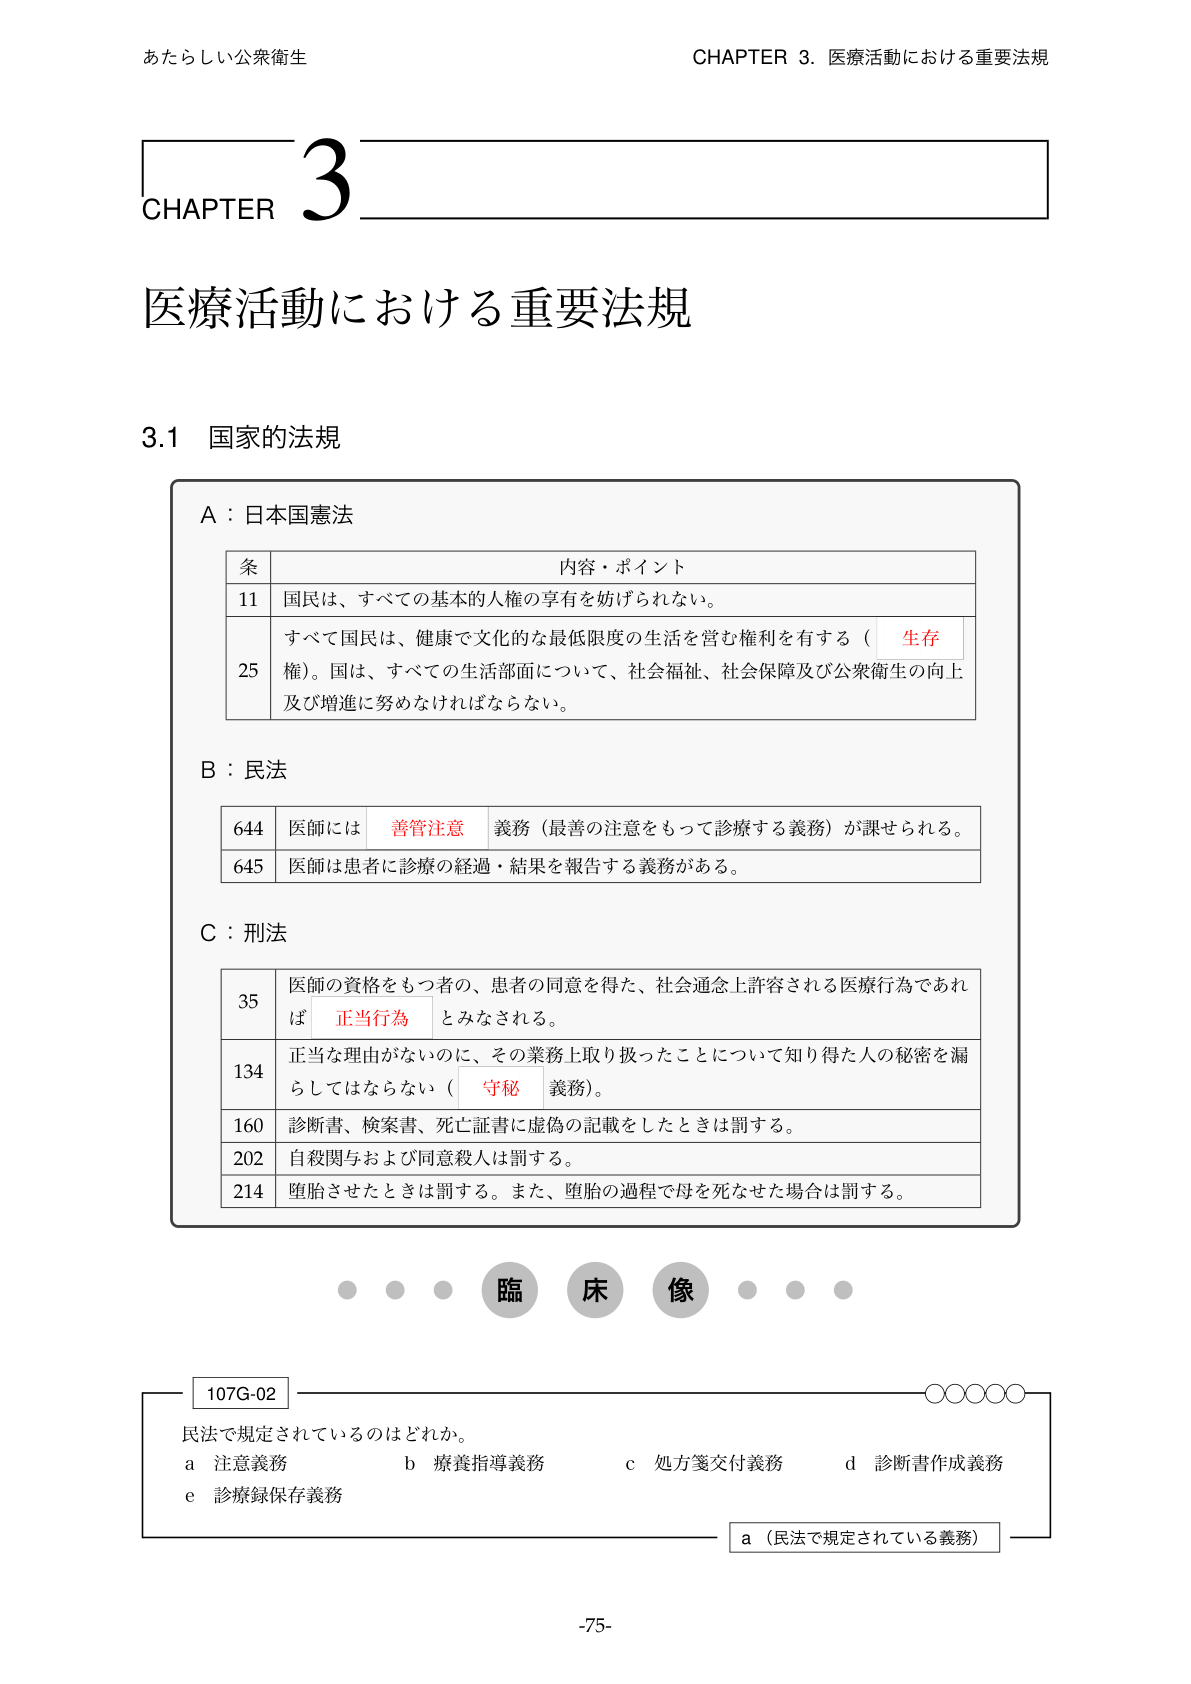 あたらしい公衆衛生
CHAPTER 3. 医療活動における重要法規
CHAPTER 3
医療活動における重要法規
3.1 国家的法規
A：日本国憲法
条 内容・ポイント
11 国民は、すべての基本的人権の享有を妨げられない。
すべて国民は、健康で文化的な最低限度の生活を営む権利を有する（ 生存
25 権）。国は、すべての生活部面について、社会福祉、社会保障及び公衆衛生の向上
及び増進に努めなければならない。
B：民法
644 医師には 善管注意 義務（最善の注意をもって診療する義務）が課せられる。
645 医師は患者に診療の経過・結果を報告する義務がある。
C：刑法
35 医師の資格をもつ者の、患者の同意を得た、社会通念上許容される医療行為であれ
ば 正当行為 とみなされる。
134 正当な理由がないのに、その業務上取り扱ったことについて知り得た人の秘密を漏
らしてはならない（ 守秘 義務）。
160 診断書、検案書、死亡証書に虚偽の記載をしたときは罰する。
202 自殺関与および同意殺人は罰する。
214 堕胎させたときは罰する。また、堕胎の過程で母を死なせた場合は罰する。
臨 床 像
107G-02
民法で規定されているのはどれか。
a 注意義務 b 療養指導義務 c 処方箋交付義務 d 診断書作成義務
e 診療録保存義務
a （民法で規定されている義務）
-75-